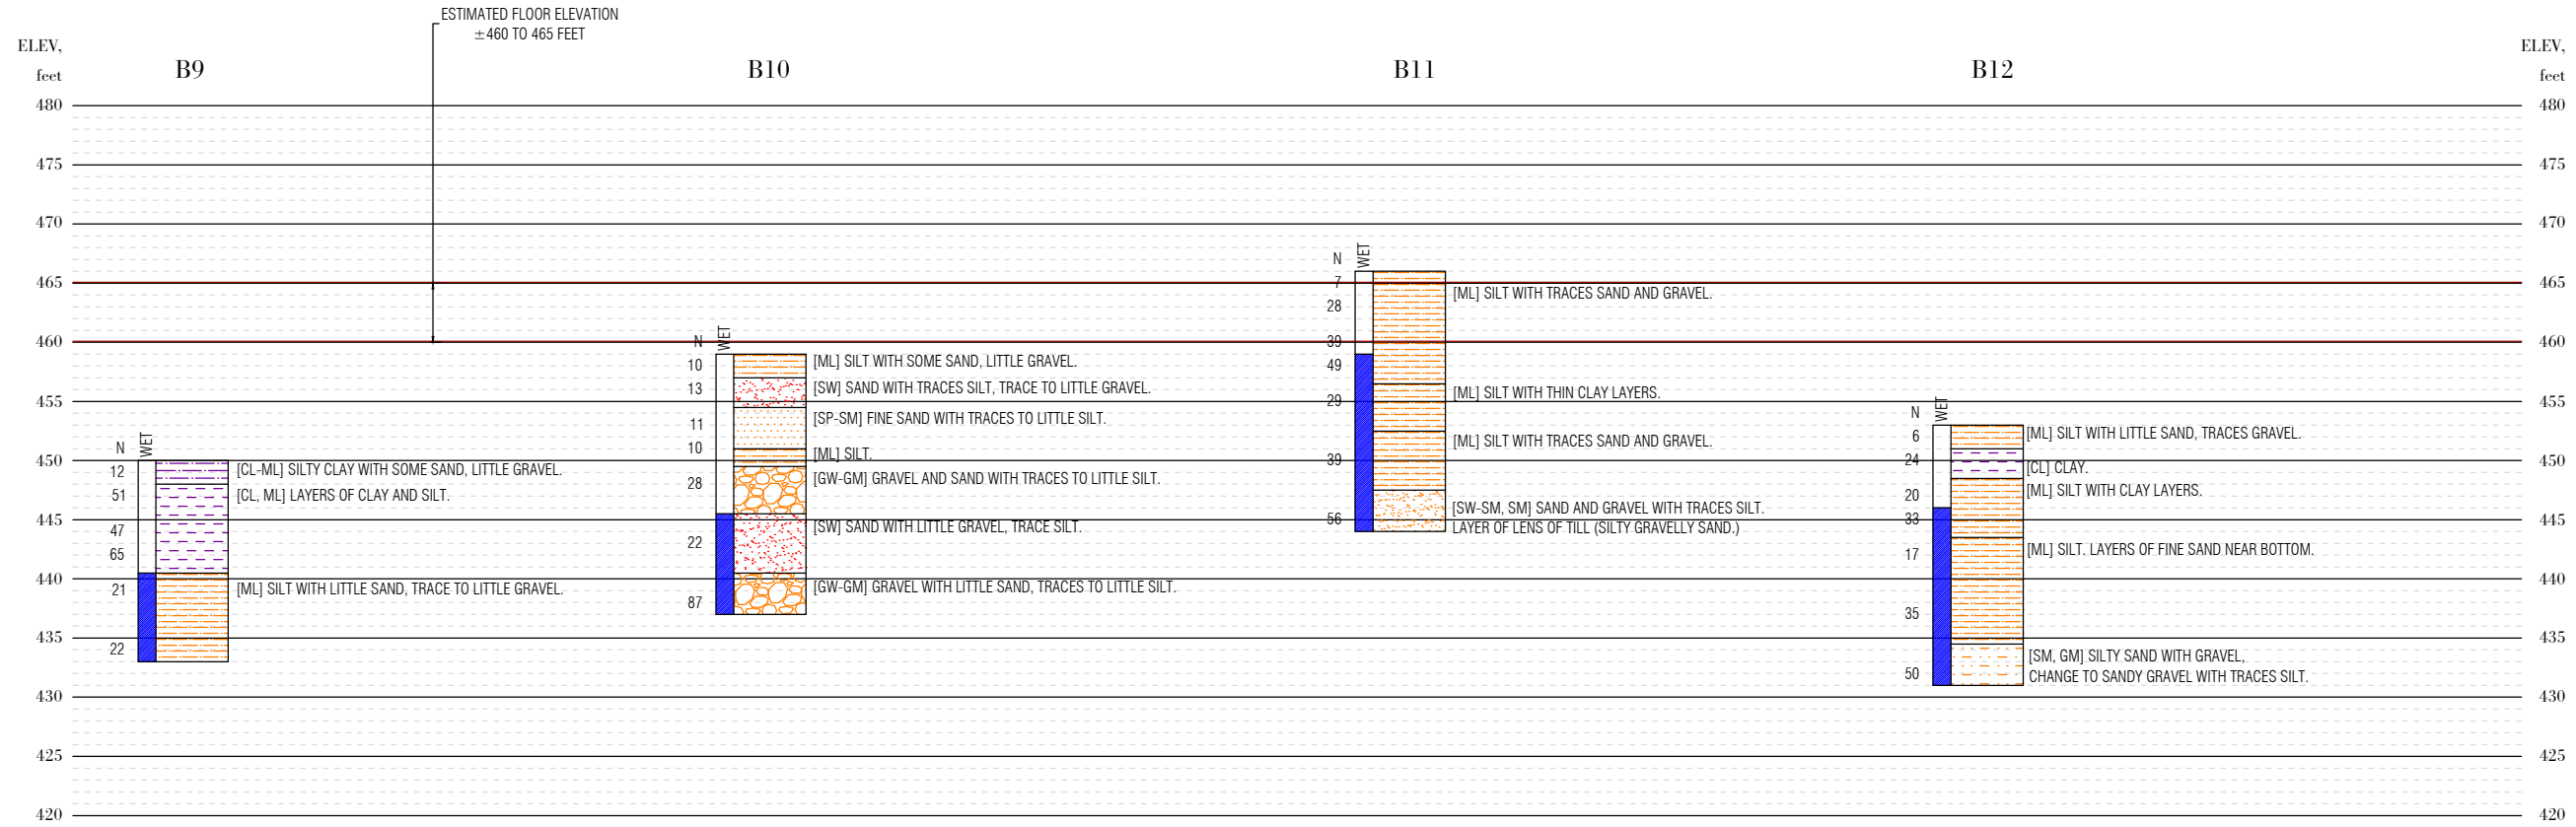 ESTIMATED FLOOR ELEVATION
±460 TO 465 FEET
ELEV,
feet
B9
B10
B11
B12
ELEV,
feet
480
480
475
475
470
470
465
465
460
460
455
455
450
450
445
445
440
440
435
435
430
430
425
425
420
420
N
WET
12
51
47
65
21
22
[CL-ML] SILTY CLAY WITH SOME SAND, LITTLE GRAVEL.
[CL, ML] LAYERS OF CLAY AND SILT.
[ML] SILT WITH LITTLE SAND, TRACE TO LITTLE GRAVEL.
N
WET
10
13
11
10
28
22
87
[ML] SILT WITH SOME SAND, LITTLE GRAVEL.
[SW] SAND WITH TRACES SILT, TRACE TO LITTLE GRAVEL.
[SP-SM] FINE SAND WITH TRACES TO LITTLE SILT.
[ML] SILT.
[GW-GM] GRAVEL AND SAND WITH TRACES TO LITTLE SILT.
[SW] SAND WITH LITTLE GRAVEL, TRACE SILT.
[GW-GM] GRAVEL WITH LITTLE SAND, TRACES TO LITTLE SILT.
N
WET
7
28
39
49
29
39
56
[ML] SILT WITH TRACES SAND AND GRAVEL.
[ML] SILT WITH THIN CLAY LAYERS.
[ML] SILT WITH TRACES SAND AND GRAVEL.
[SW-SM, SM] SAND AND GRAVEL WITH TRACES SILT.
LAYER OF LENS OF TILL (SILTY GRAVELLY SAND.)
N
WET
6
24
20
33
17
35
50
[ML] SILT WITH LITTLE SAND, TRACES GRAVEL.
[CL] CLAY.
[ML] SILT WITH CLAY LAYERS.
[ML] SILT. LAYERS OF FINE SAND NEAR BOTTOM.
[SM, GM] SILTY SAND WITH GRAVEL,
CHANGE TO SANDY GRAVEL WITH TRACES SILT.